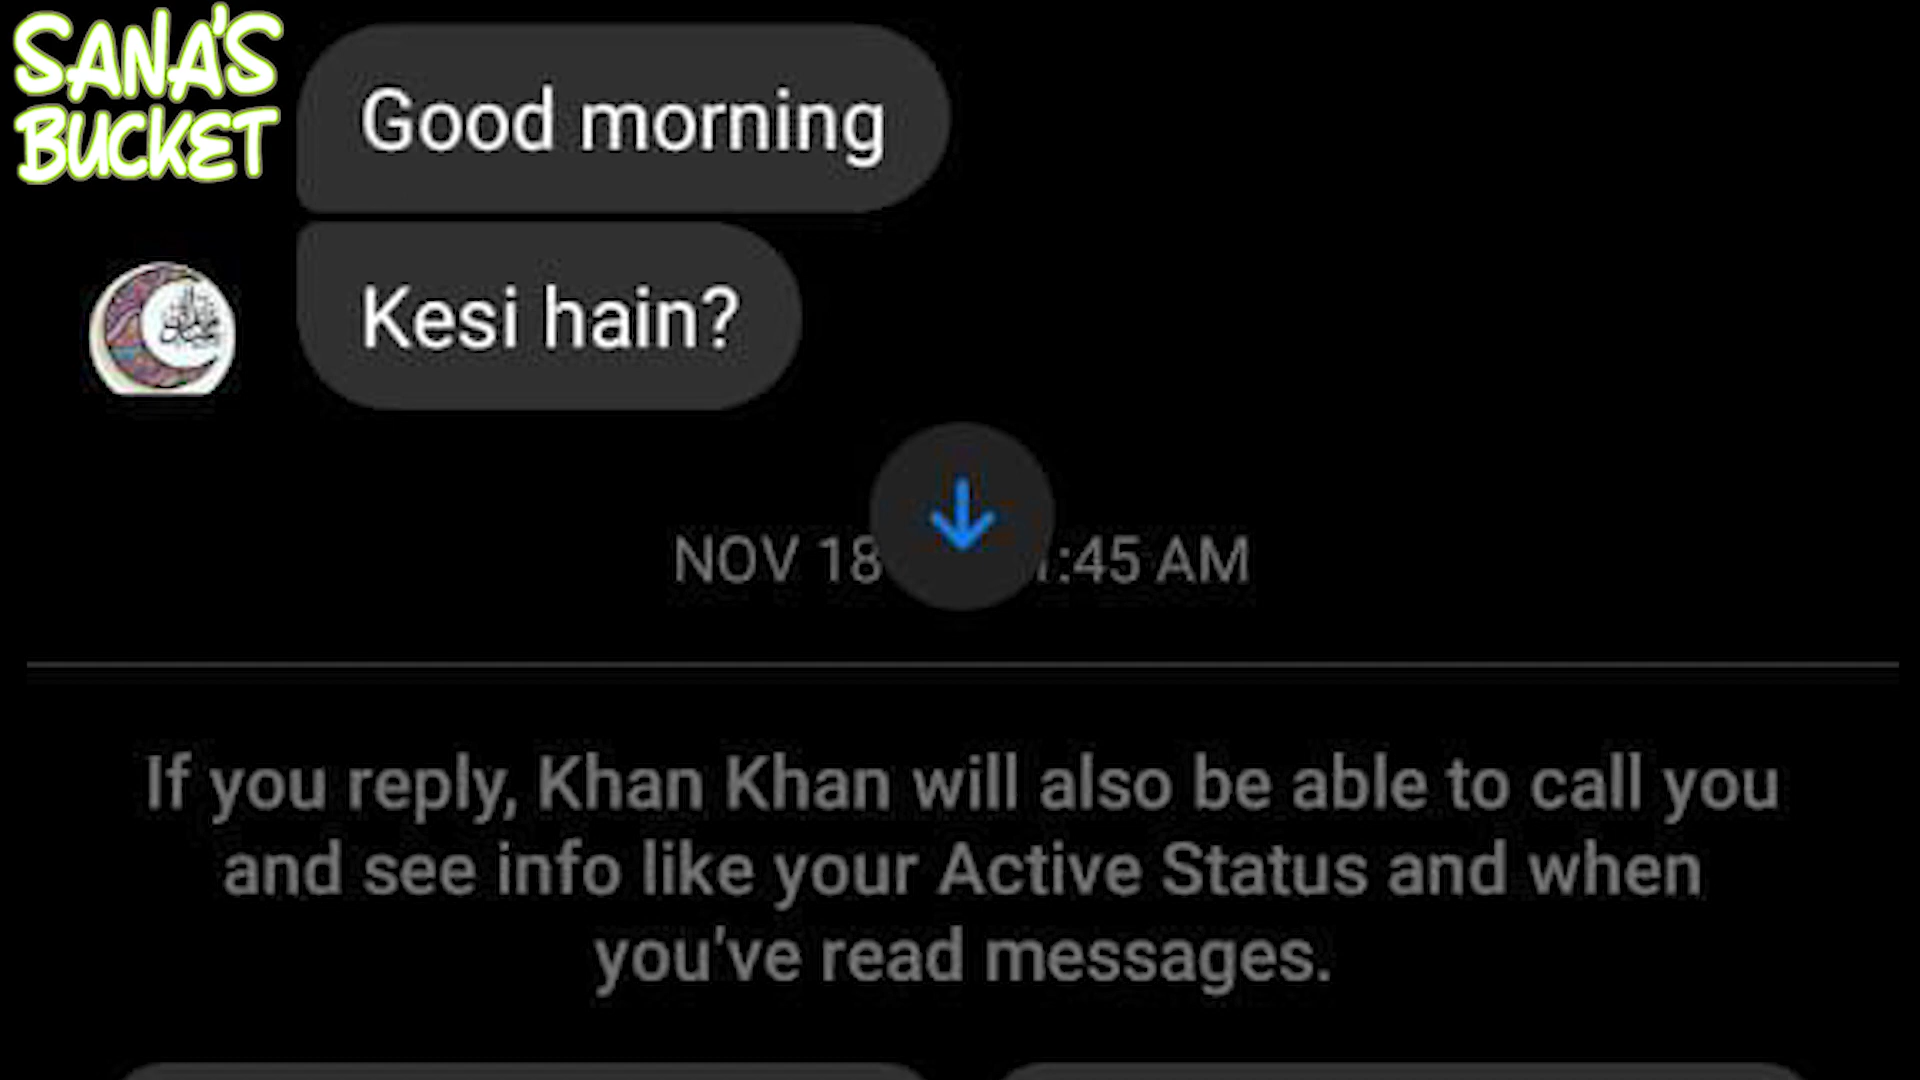 SANA'S
BUCKET
Good morning
Kesi hain?
NOV 18 :45 AM
If you reply, Khan Khan will also be able to call you
and see info like your Active Status and when
you've read messages.